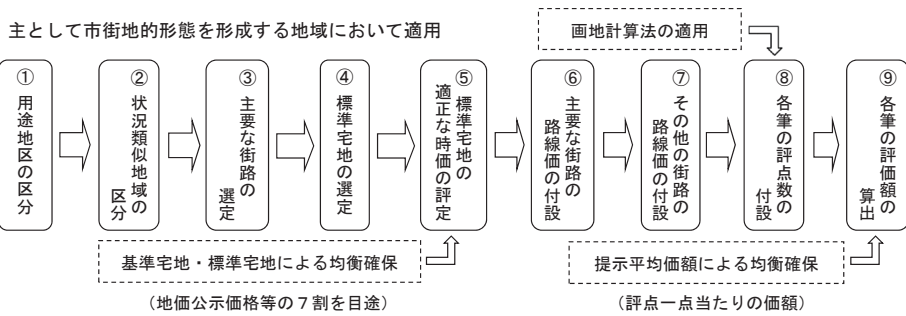 主として市街地的形態を形成する地域において適用
画地計算法の適用
①
用途地区の区分
②
状況類似地域の
区分
③
主要な街路の
選定
④
標準宅地の選定
⑤
標準宅地の
適正な時価の評定
⑥
主要な街路の
路線価の付設
⑦
その他の街路の
路線価の付設
⑧
各筆の評点数の
付設
⑨
各筆の評価額の
算出
基準宅地・標準宅地による均衡確保
提示平均価額による均衡確保
(地価公示価格等の7割を目途)
(評点一点当たりの価額)